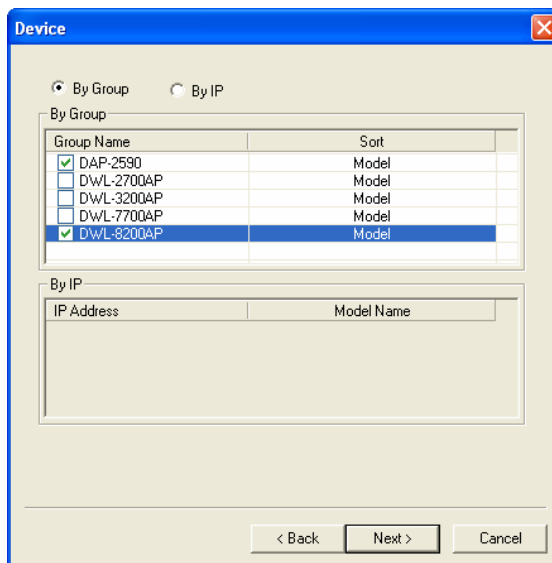 Device
By Group By IP
By Group
Group Name Sort
DAP-2590 Model
DWL-2700AP Model
DWL-3200AP Model
DWL-7700AP Model
DWL-8200AP Model
By IP
IP Address Model Name
< Back Next > Cancel